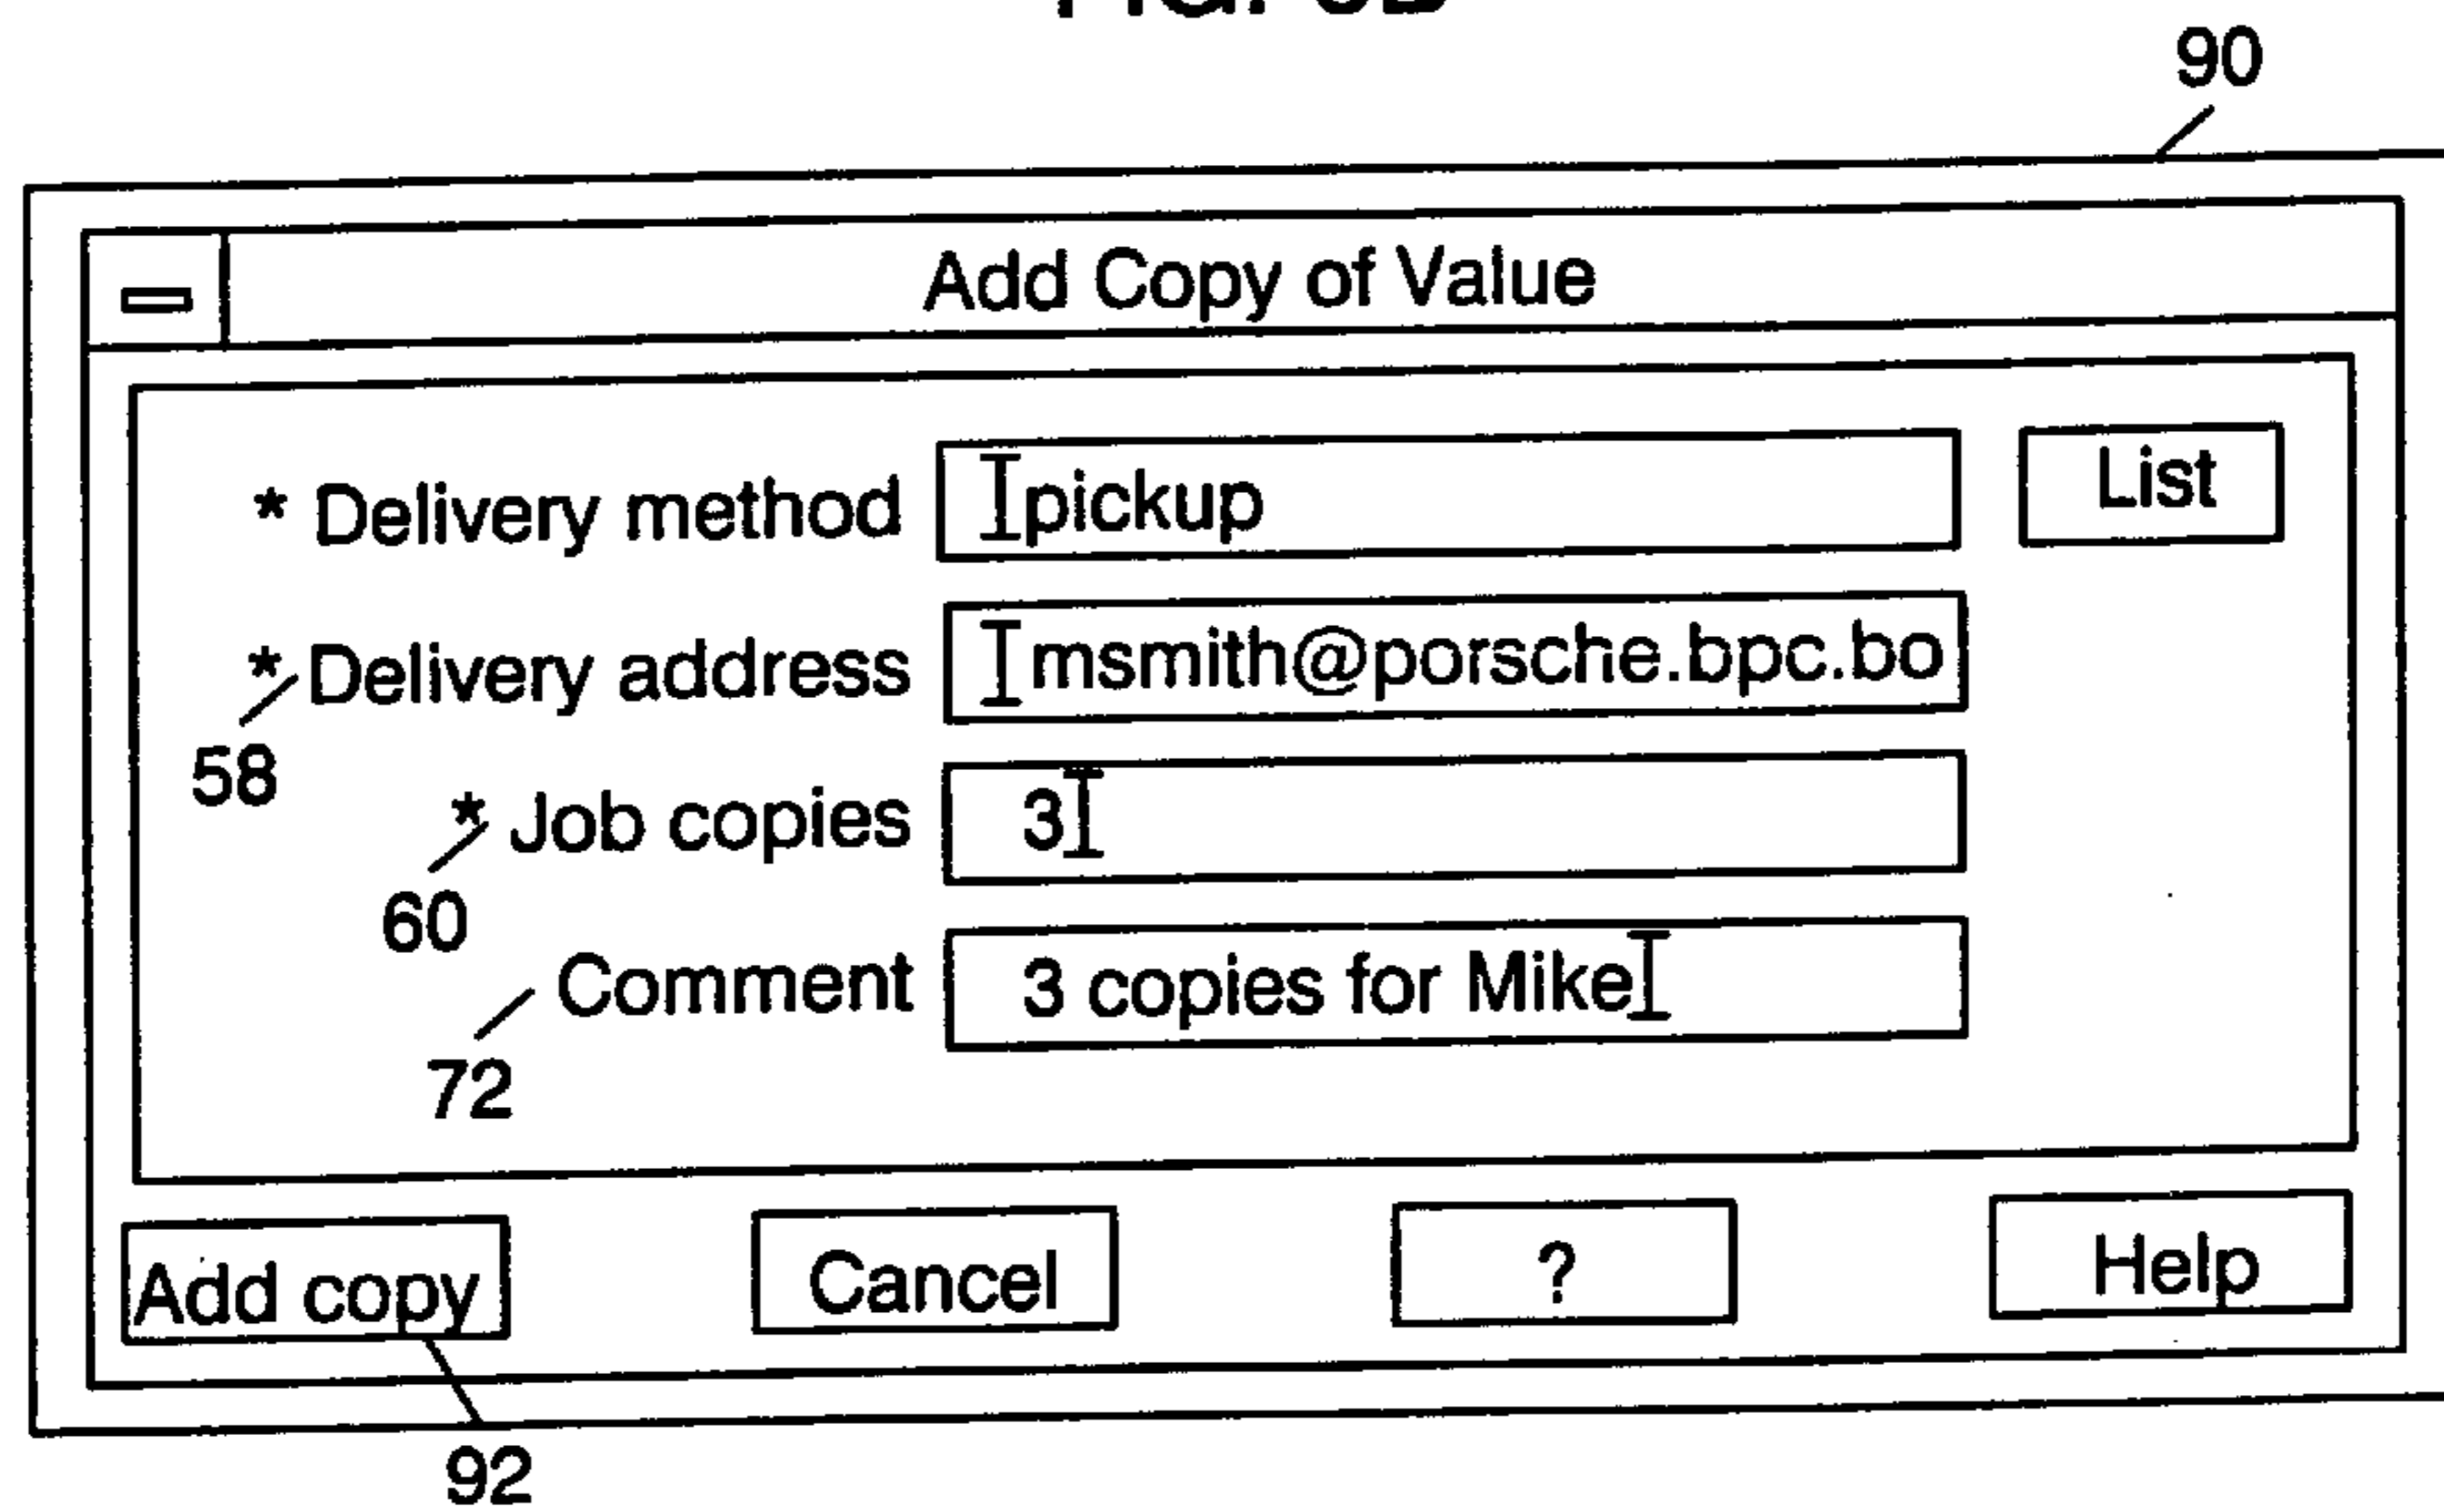 90
Add Copy of Value
* Delivery method pickup List
* Delivery address msmith@porsche.bpc.bo
58
* Job copies 3
60
Comment 3 copies for Mike
72
Add copy Cancel ? Help
92